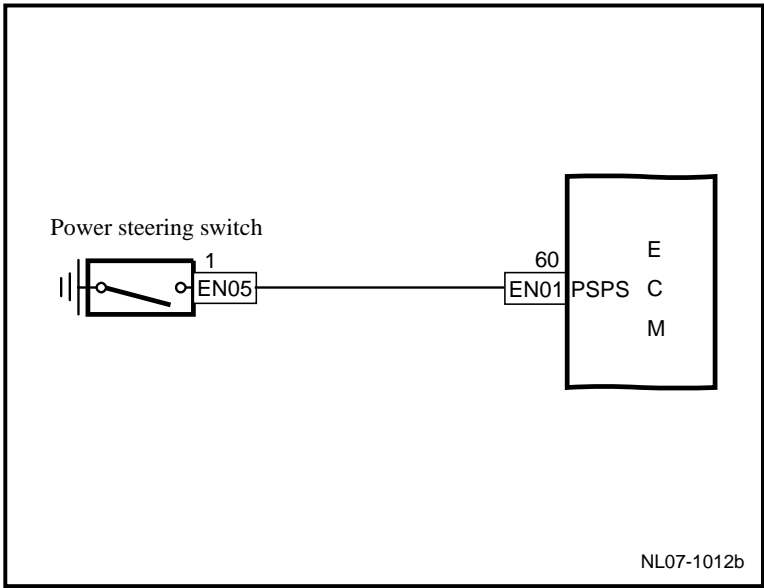 Power steering switch
1
EN05
60
EN01
PSPS
E
C
M
NL07-1012b